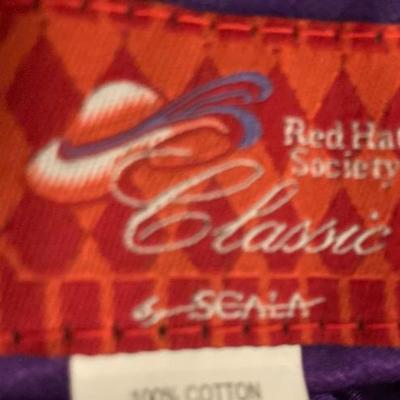 Red Hat
Society
Classic
by SCALA
100% COTTON